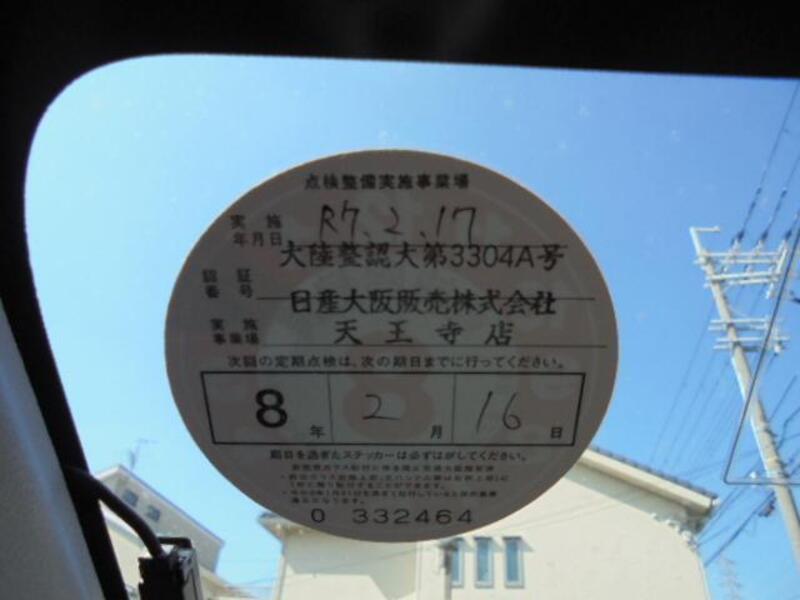 点検整備実施事業場
実施年月日 R7.2.17
大陸整認大第3304A号
認証番号
日産大阪販売株式会社
実施事業場 天王寺店
次回の定期点検は、次の期日までに行ってください。
8年 2月 16日
期日を過ぎたステッカーは必ずはがしてください。
0 332464